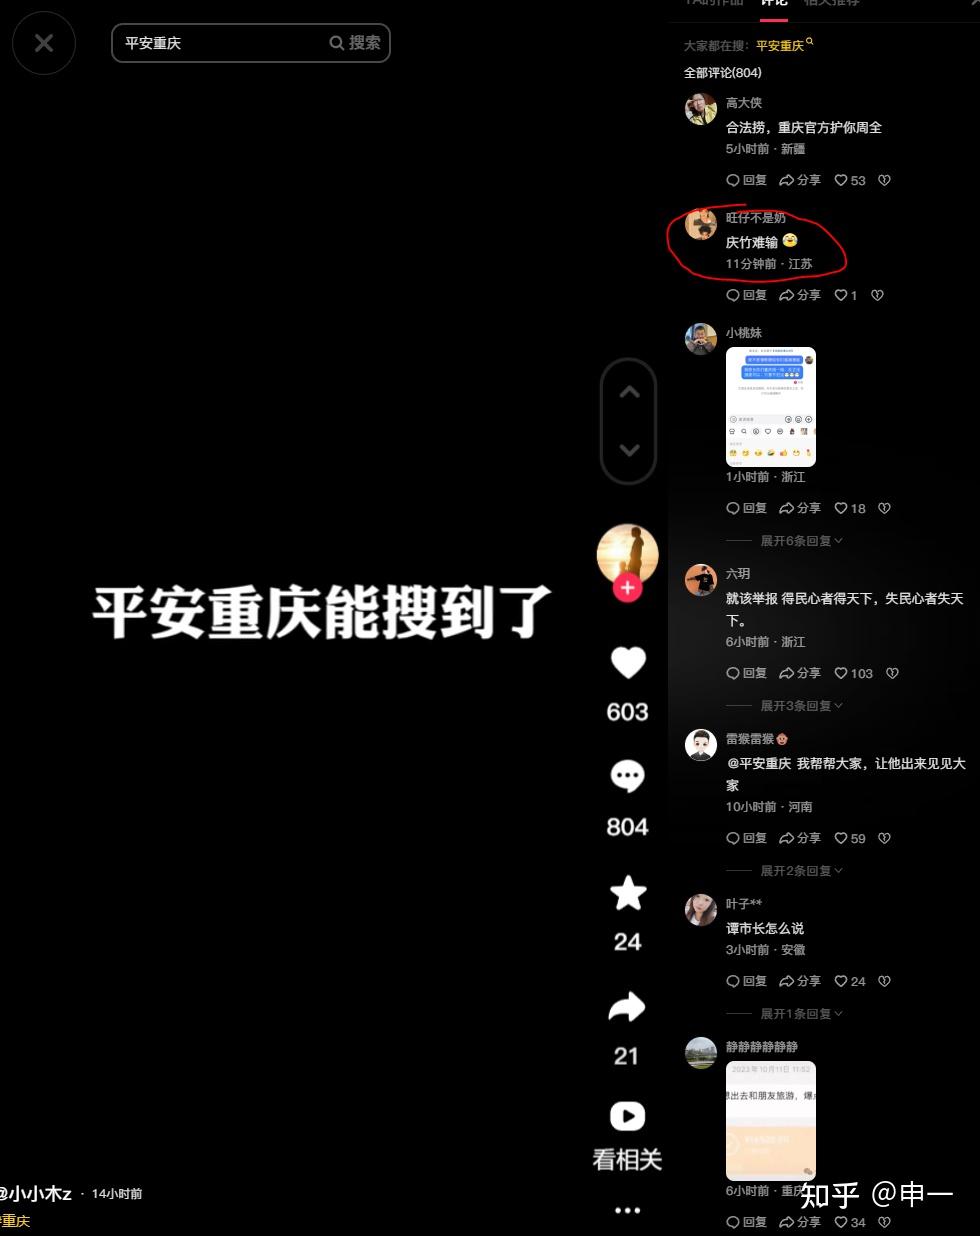 平安重庆
搜索
TA的作品 评论 相关推荐
大家都在搜：平安重庆
全部评论(804)
高大侠
合法捞，重庆官方护你周全
5小时前 · 新疆
回复 分享 53
旺仔不是奶
庆竹难输
11分钟前 · 江苏
回复 分享 1
小桃妹
1小时前 · 浙江
回复 分享 18
展开6条回复
六玥
就该举报 得民心者得天下，失民心者失天
下。
6小时前 · 浙江
回复 分享 103
展开3条回复
雷猴雷猴
@平安重庆 我帮帮大家，让他出来见见大
家
10小时前 · 河南
回复 分享 59
展开2条回复
叶子**
谭市长怎么说
3小时前 · 安徽
回复 分享 24
展开1条回复
静静静静静静
2023年10月11日 11:52
想出去和朋友旅游，爆
6小时前 · 重庆
回复 分享 34
平安重庆能搜到了
603
804
24
21
看相关
@小小木z · 14小时前
#重庆
知乎 @申一